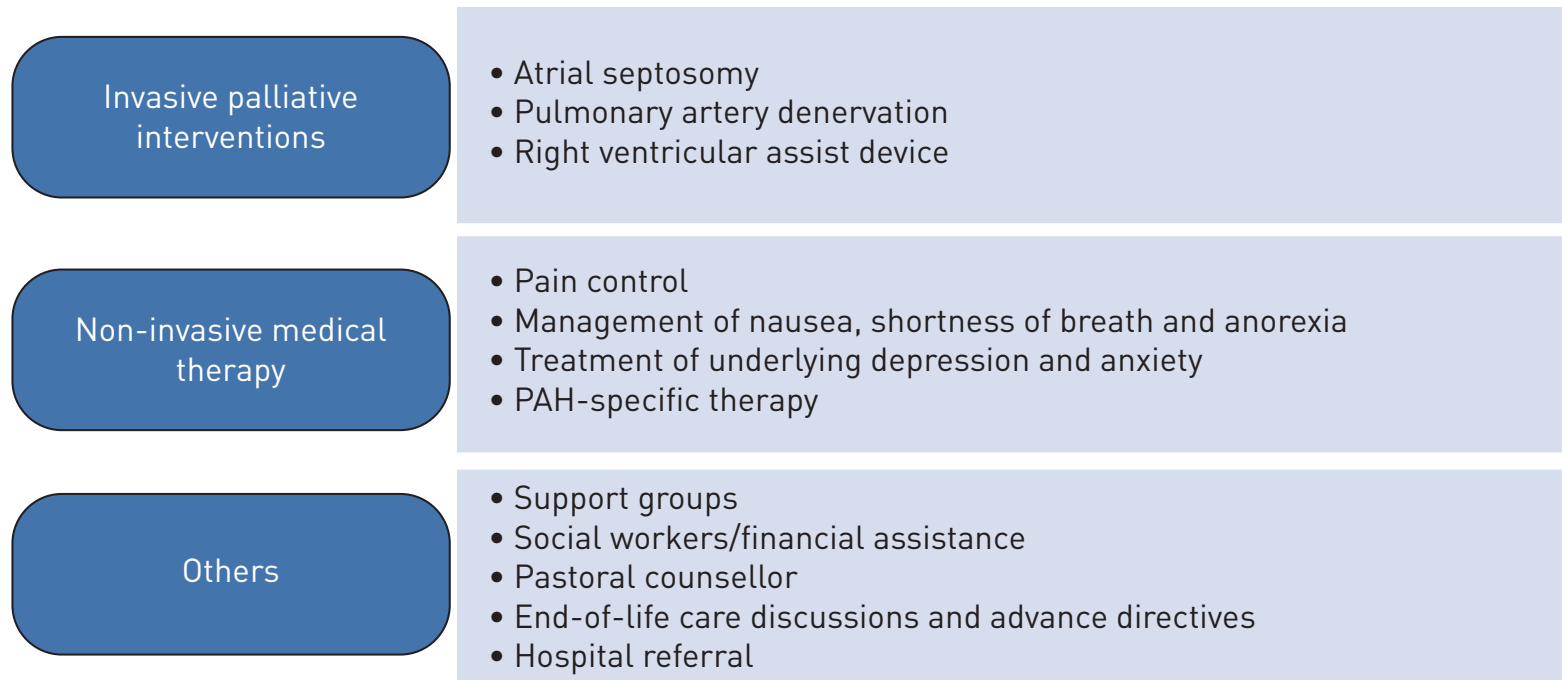 Invasive palliative
interventions
• Atrial septosomy
• Pulmonary artery denervation
• Right ventricular assist device
Non-invasive medical
therapy
• Pain control
• Management of nausea, shortness of breath and anorexia
• Treatment of underlying depression and anxiety
• PAH-specific therapy
Others
• Support groups
• Social workers/financial assistance
• Pastoral counsellor
• End-of-life care discussions and advance directives
• Hospital referral